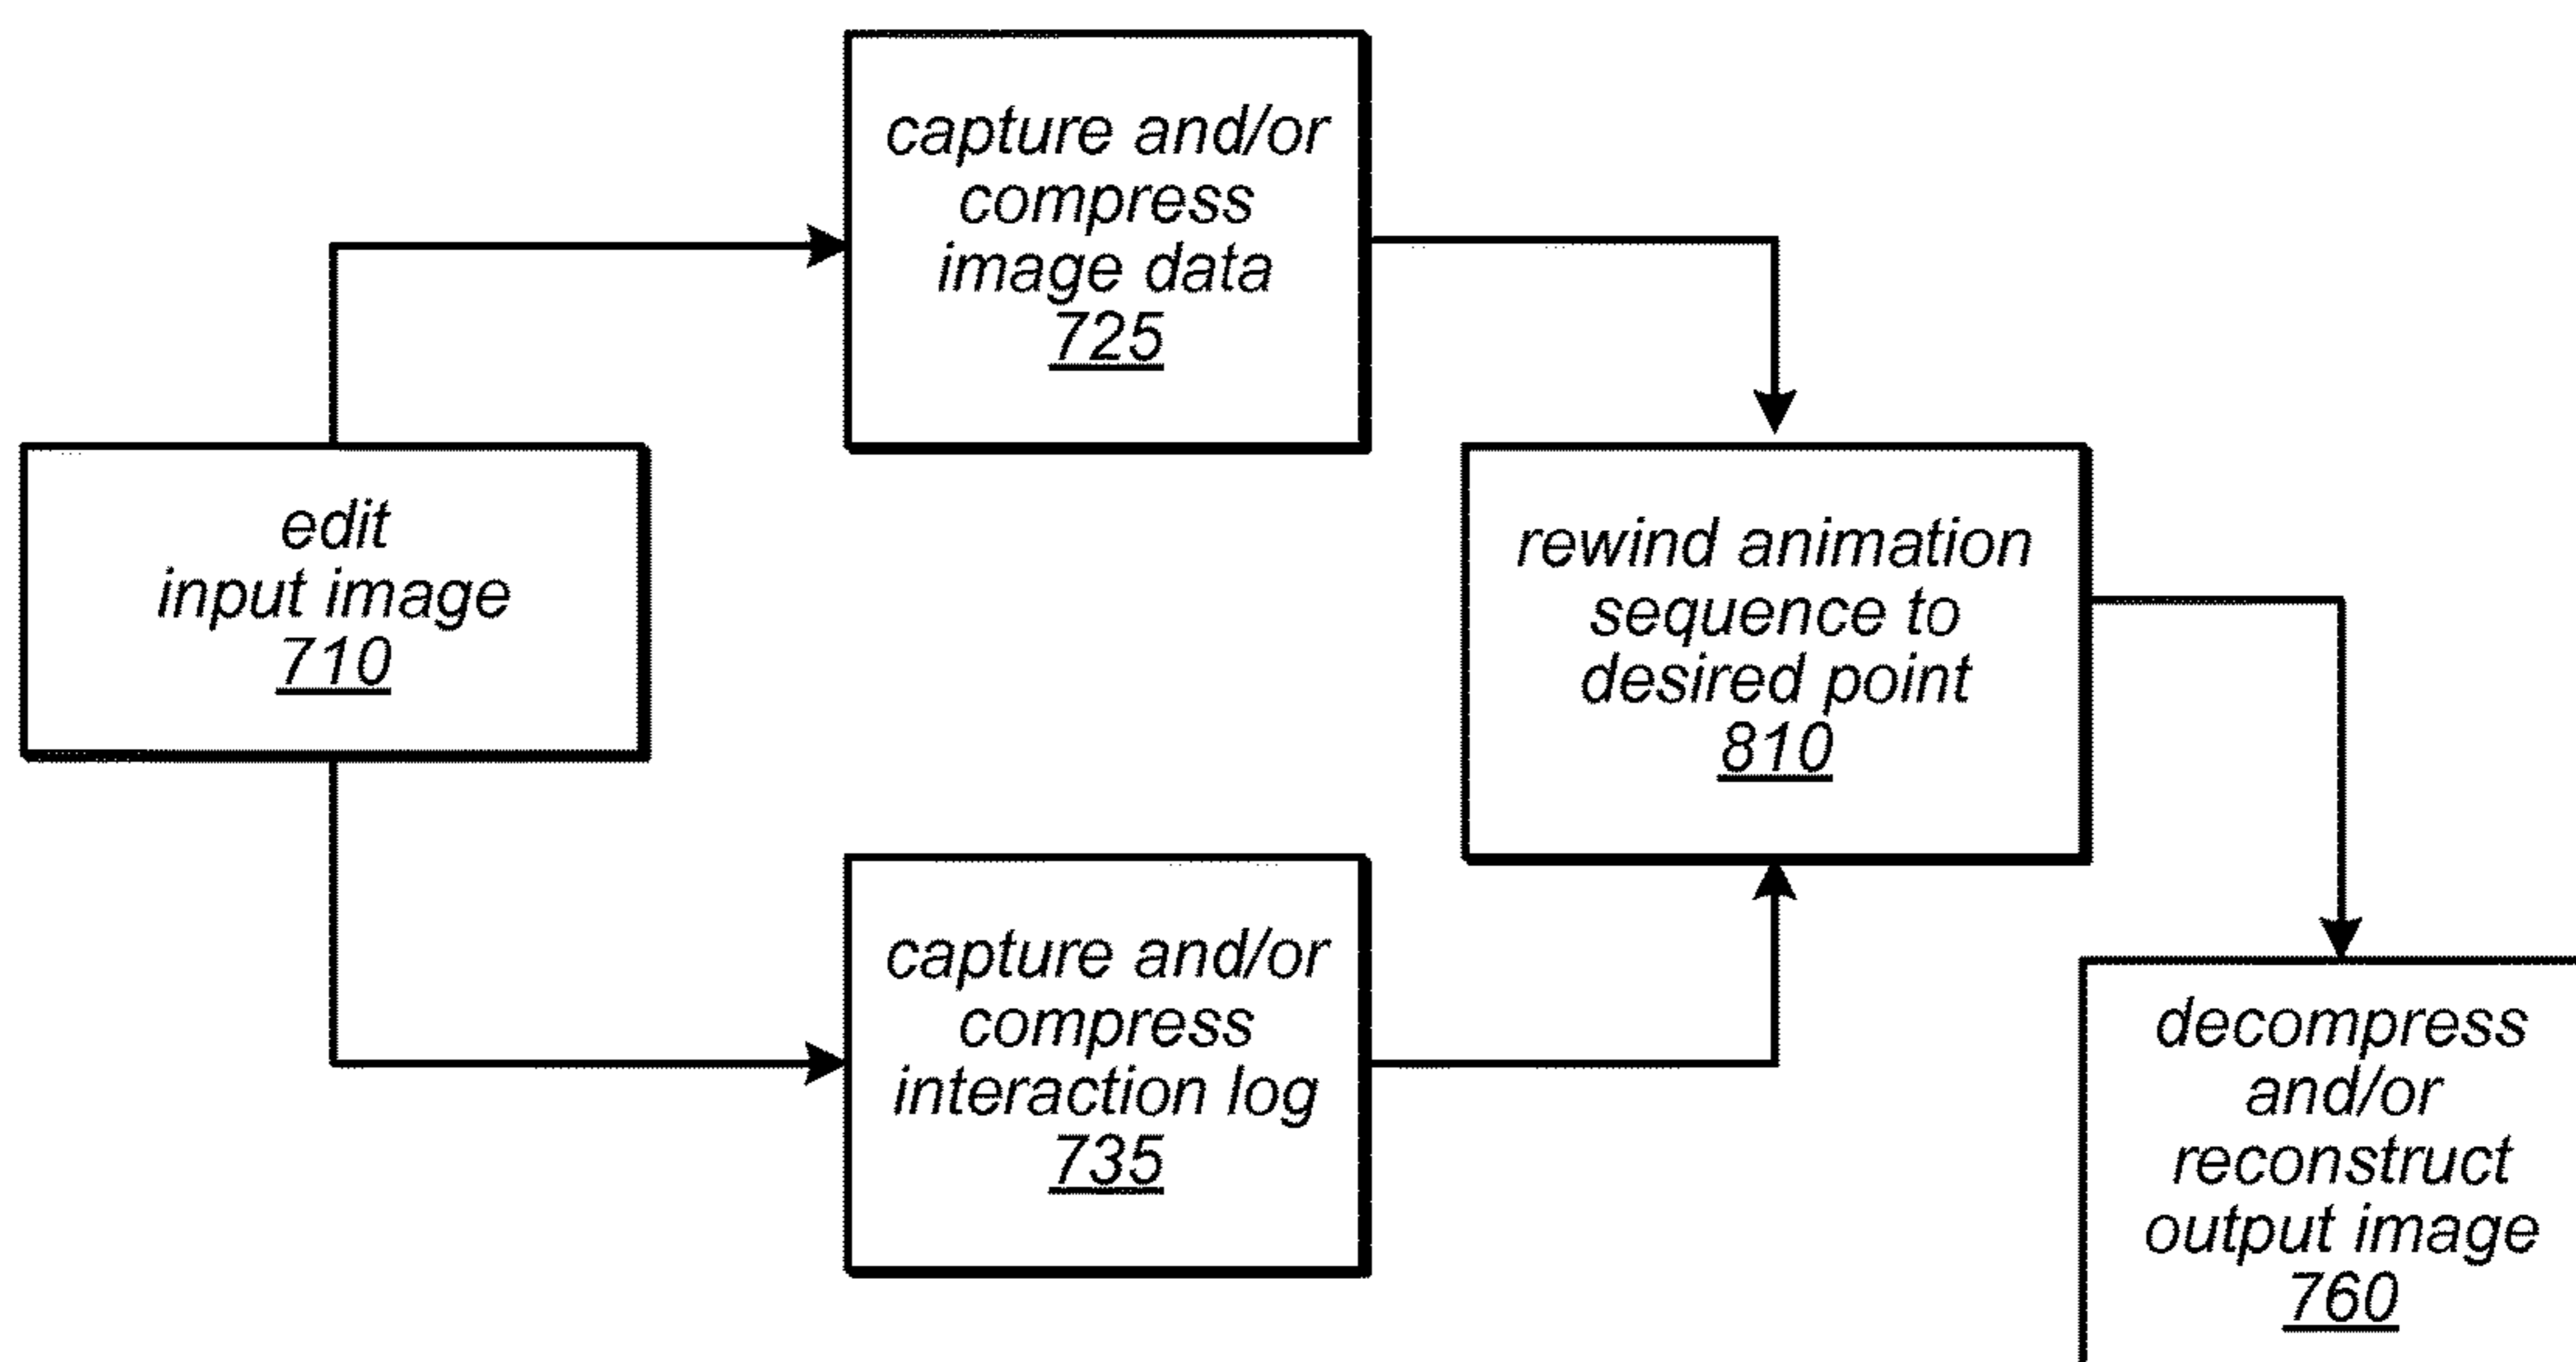 capture and/or
compress
image data
725
edit
input image
710
rewind animation
sequence to
desired point
810
capture and/or
compress
interaction log
735
decompress
and/or
reconstruct
output image
760